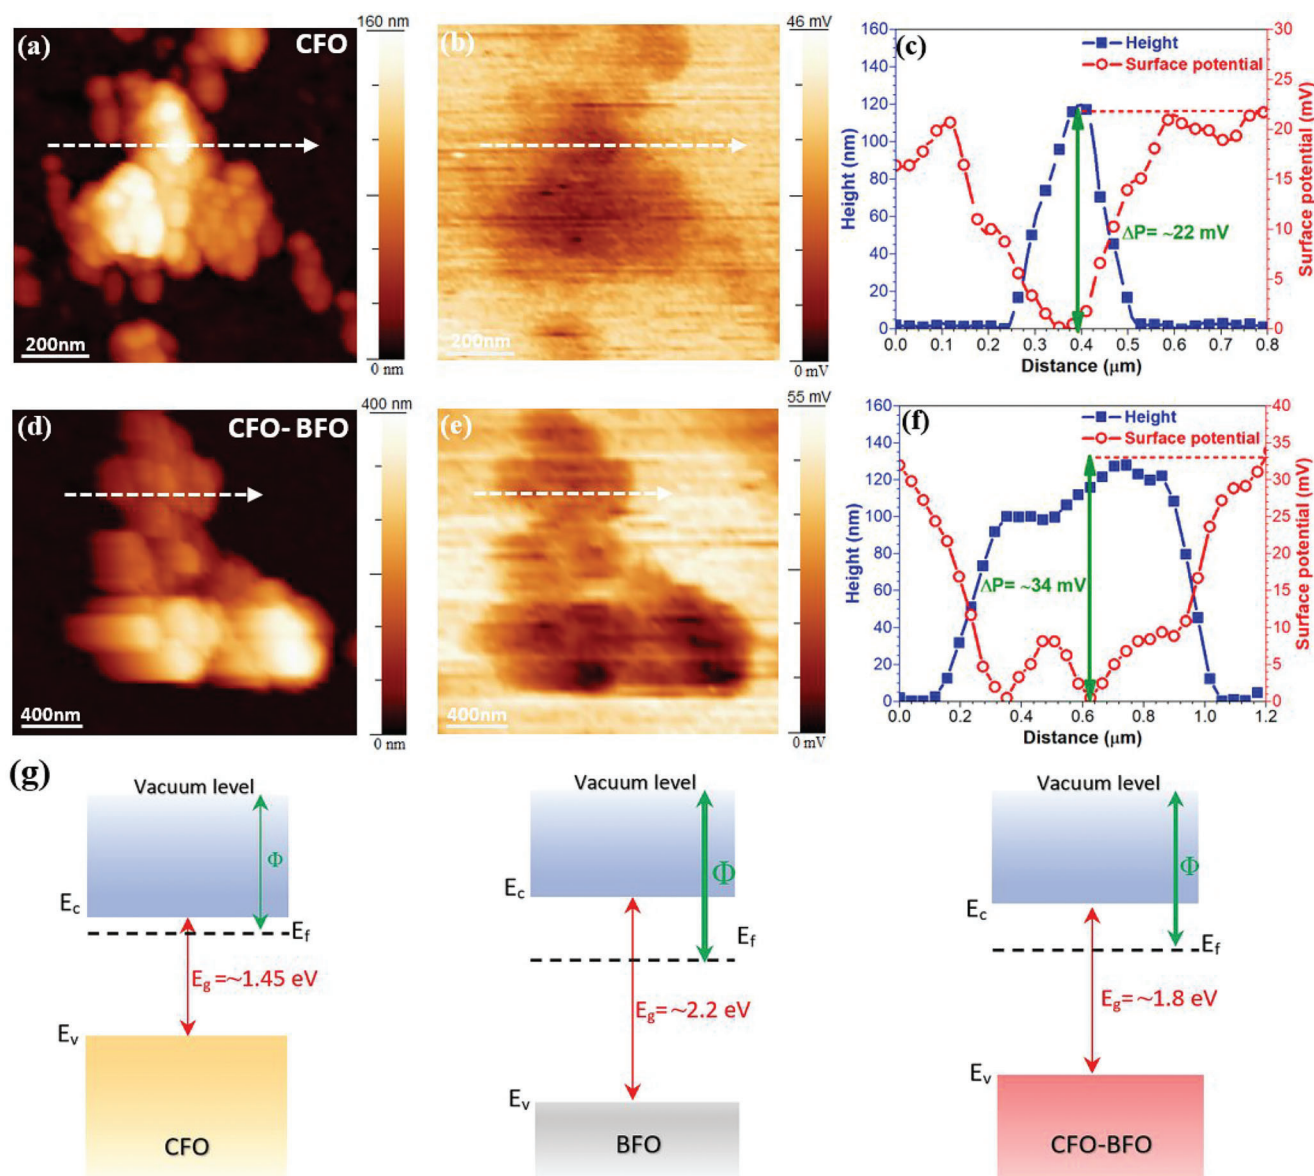 (a) CFO
160 nm
0 nm
200nm
(b)
46 mV
0 mV
200nm
(c)
Height
Surface potential
ΔP= ~22 mV
Height (nm)
0 20 40 60 80 100 120 140 160
Surface potential (mV)
0 5 10 15 20 25 30
0.0 0.1 0.2 0.3 0.4 0.5 0.6 0.7 0.8
Distance (μm)
(d) CFO- BFO
400 nm
0 nm
400nm
(e)
55 mV
0 mV
400nm
(f)
Height
Surface potential
ΔP= ~34 mV
Height (nm)
0 20 40 60 80 100 120 140 160
Surface potential (mV)
0 5 10 15 20 25 30 35 40
0.0 0.2 0.4 0.6 0.8 1.0 1.2
Distance (μm)
(g)
Vacuum level
Φ
Ec
Ef
Eg =~1.45 eV
Ev
CFO
Vacuum level
Φ
Ec
Ef
Eg= ~2.2 eV
Ev
BFO
Vacuum level
Φ
Ec
Ef
Eg= ~1.8 eV
Ev
CFO-BFO